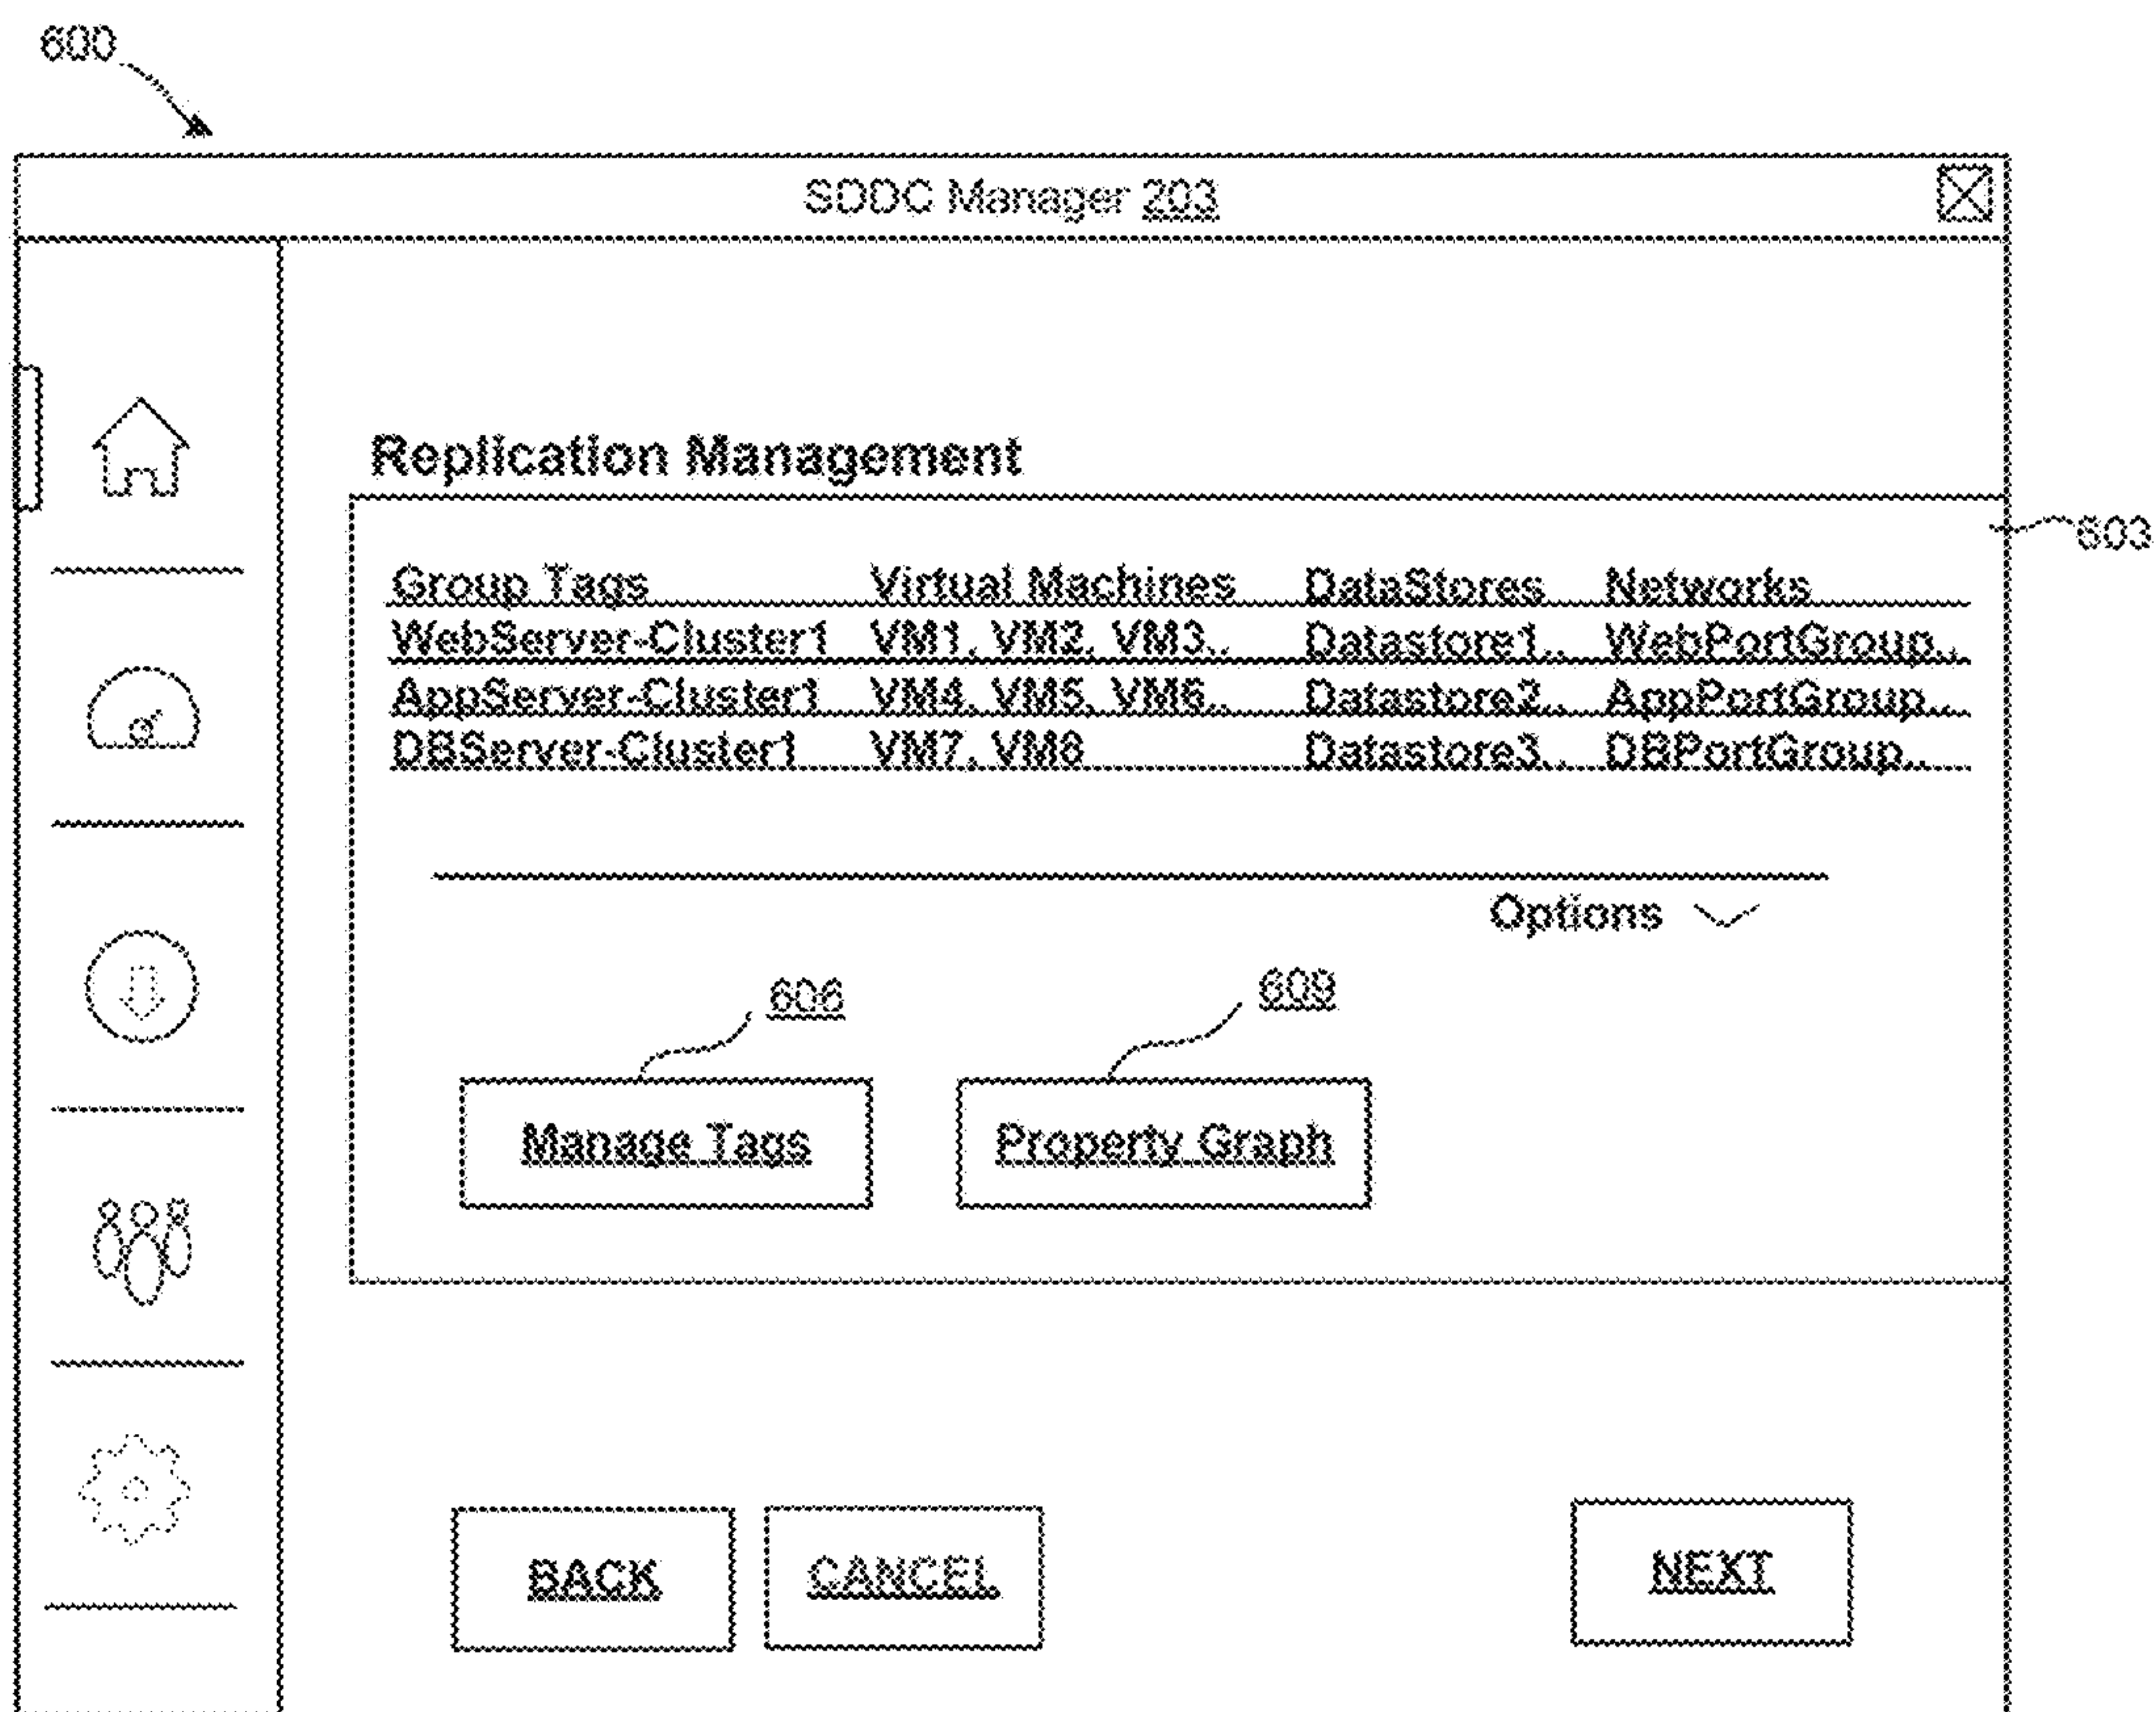 600
SDDC Manager 203
Replication Management
603
Group Tags Virtual Machines DataStores Networks
WebServer-Cluster1 VM1, VM2, VM3.. Datastore1.. WebPortGroup..
AppServer-Cluster1 VM4, VM5, VM6.. Datastore2.. AppPortGroup..
DBServer-Cluster1 VM7, VM8 Datastore3.. DBPortGroup..
Options
606 609
Manage Tags Property Graph
BACK CANCEL NEXT